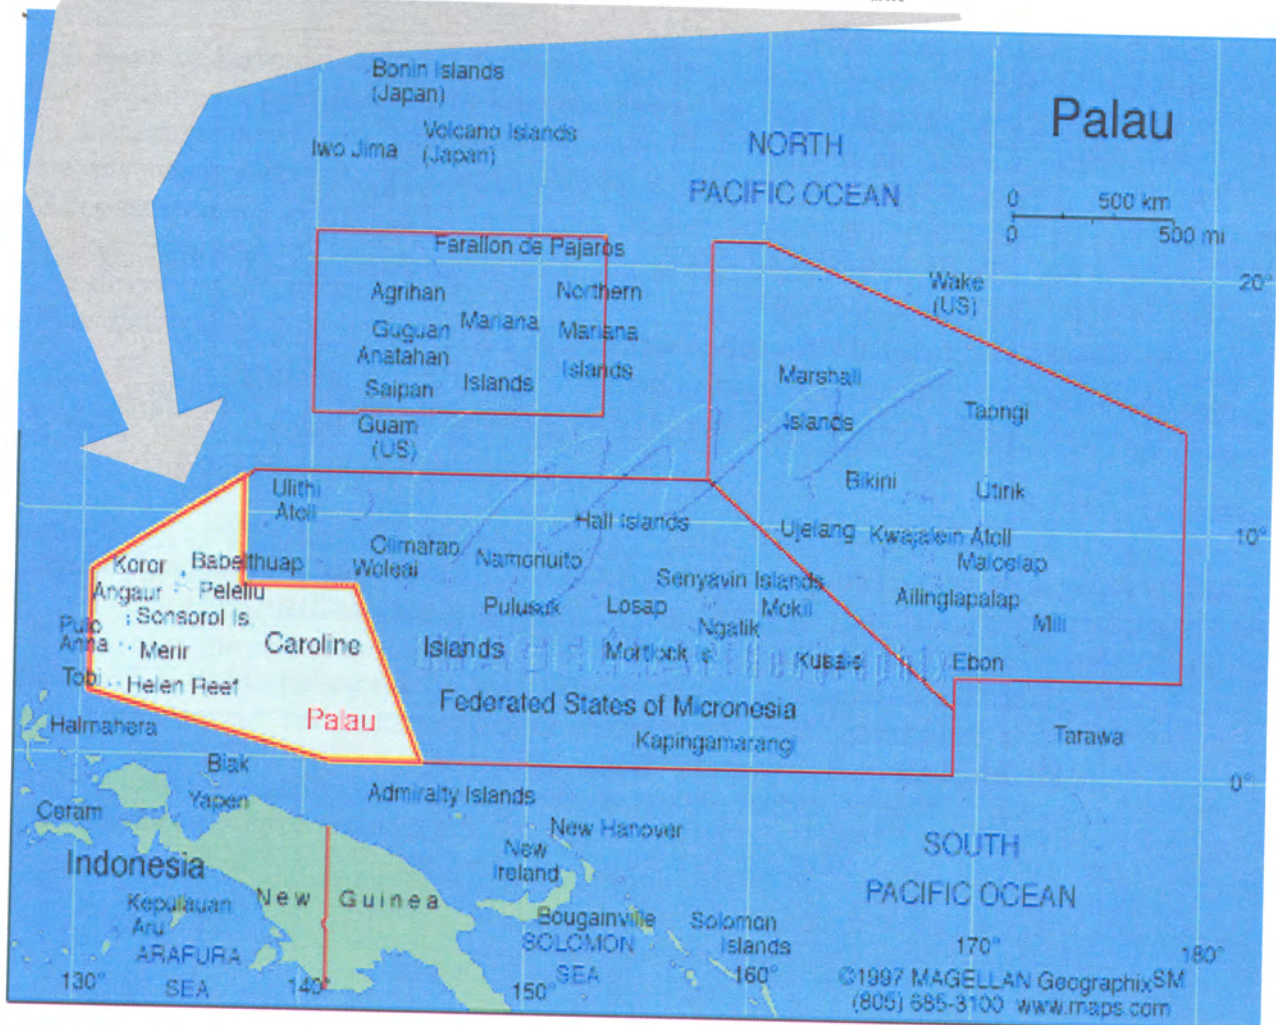 Bonin Islands
(Japan)
Palau
Volcano Islands
(Japan)
Iwo Jima
NORTH
PACIFIC OCEAN
0 500 km
0 500 mi
Farallon de Pajaros
Wake
(US)
20°
Agrihan
Northern
Mariana
Guguan
Mariana
Anatahan
Islands
Saipan
Islands
Marshall
Islands
Taongi
Guam
(US)
Bikini
Utirik
Ulithi
Atoll
Hall Islands
Ujelang
Kwajalein Atoll
10°
Olimarao
Woleai
Namonuito
Maloelap
Koror
Babelthuap
Senyavin Islands
Angaur
Peleliu
Pulusuk
Losap
Mokil
Ailinglapalap
Sonsorol Is.
Ngatik
Mili
Pulo
Anna
Merir
Caroline
Islands
Mortlock Is
Kusaie
Ebon
Tobi
Helen Reef
Federated States of Micronesia
Palau
Halmahera
Kapingamarangi
Tarawa
Biak
0°
Yapen
Admiralty Islands
Ceram
New Hanover
New
Ireland
SOUTH
PACIFIC OCEAN
Indonesia
New Guinea
Kepulauan
Aru
Bougainville
Solomon
Islands
SOLOMON
SEA
ARAFURA
SEA
130°
140°
150°
160°
170°
180°
©1997 MAGELLAN GeographixSM
(805) 685-3100 www.maps.com